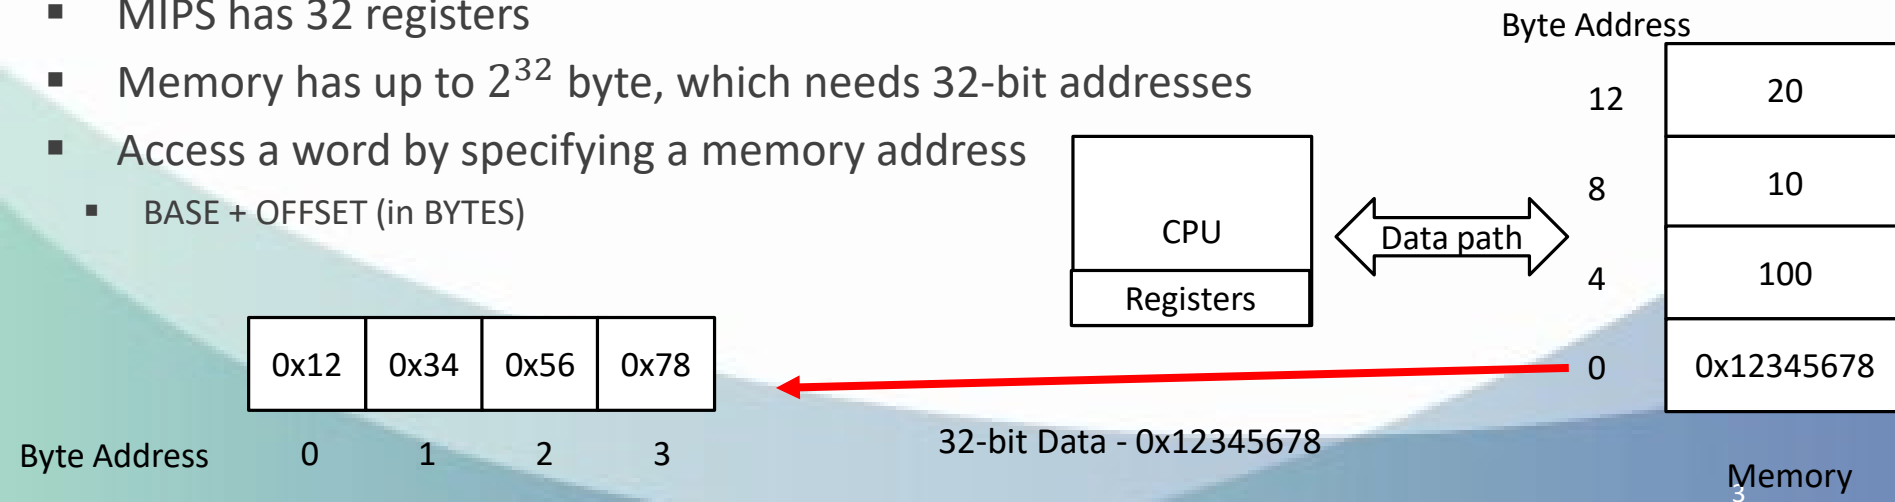 ▪ MIPS has 32 registers
▪ Memory has up to 2³² byte, which needs 32-bit addresses
▪ Access a word by specifying a memory address
▪ BASE + OFFSET (in BYTES)
CPU
Registers
Data path
Byte Address
12 20
8 10
4 100
0 0x12345678
Memory
0x12 0x34 0x56 0x78
Byte Address 0 1 2 3
32-bit Data - 0x12345678
3